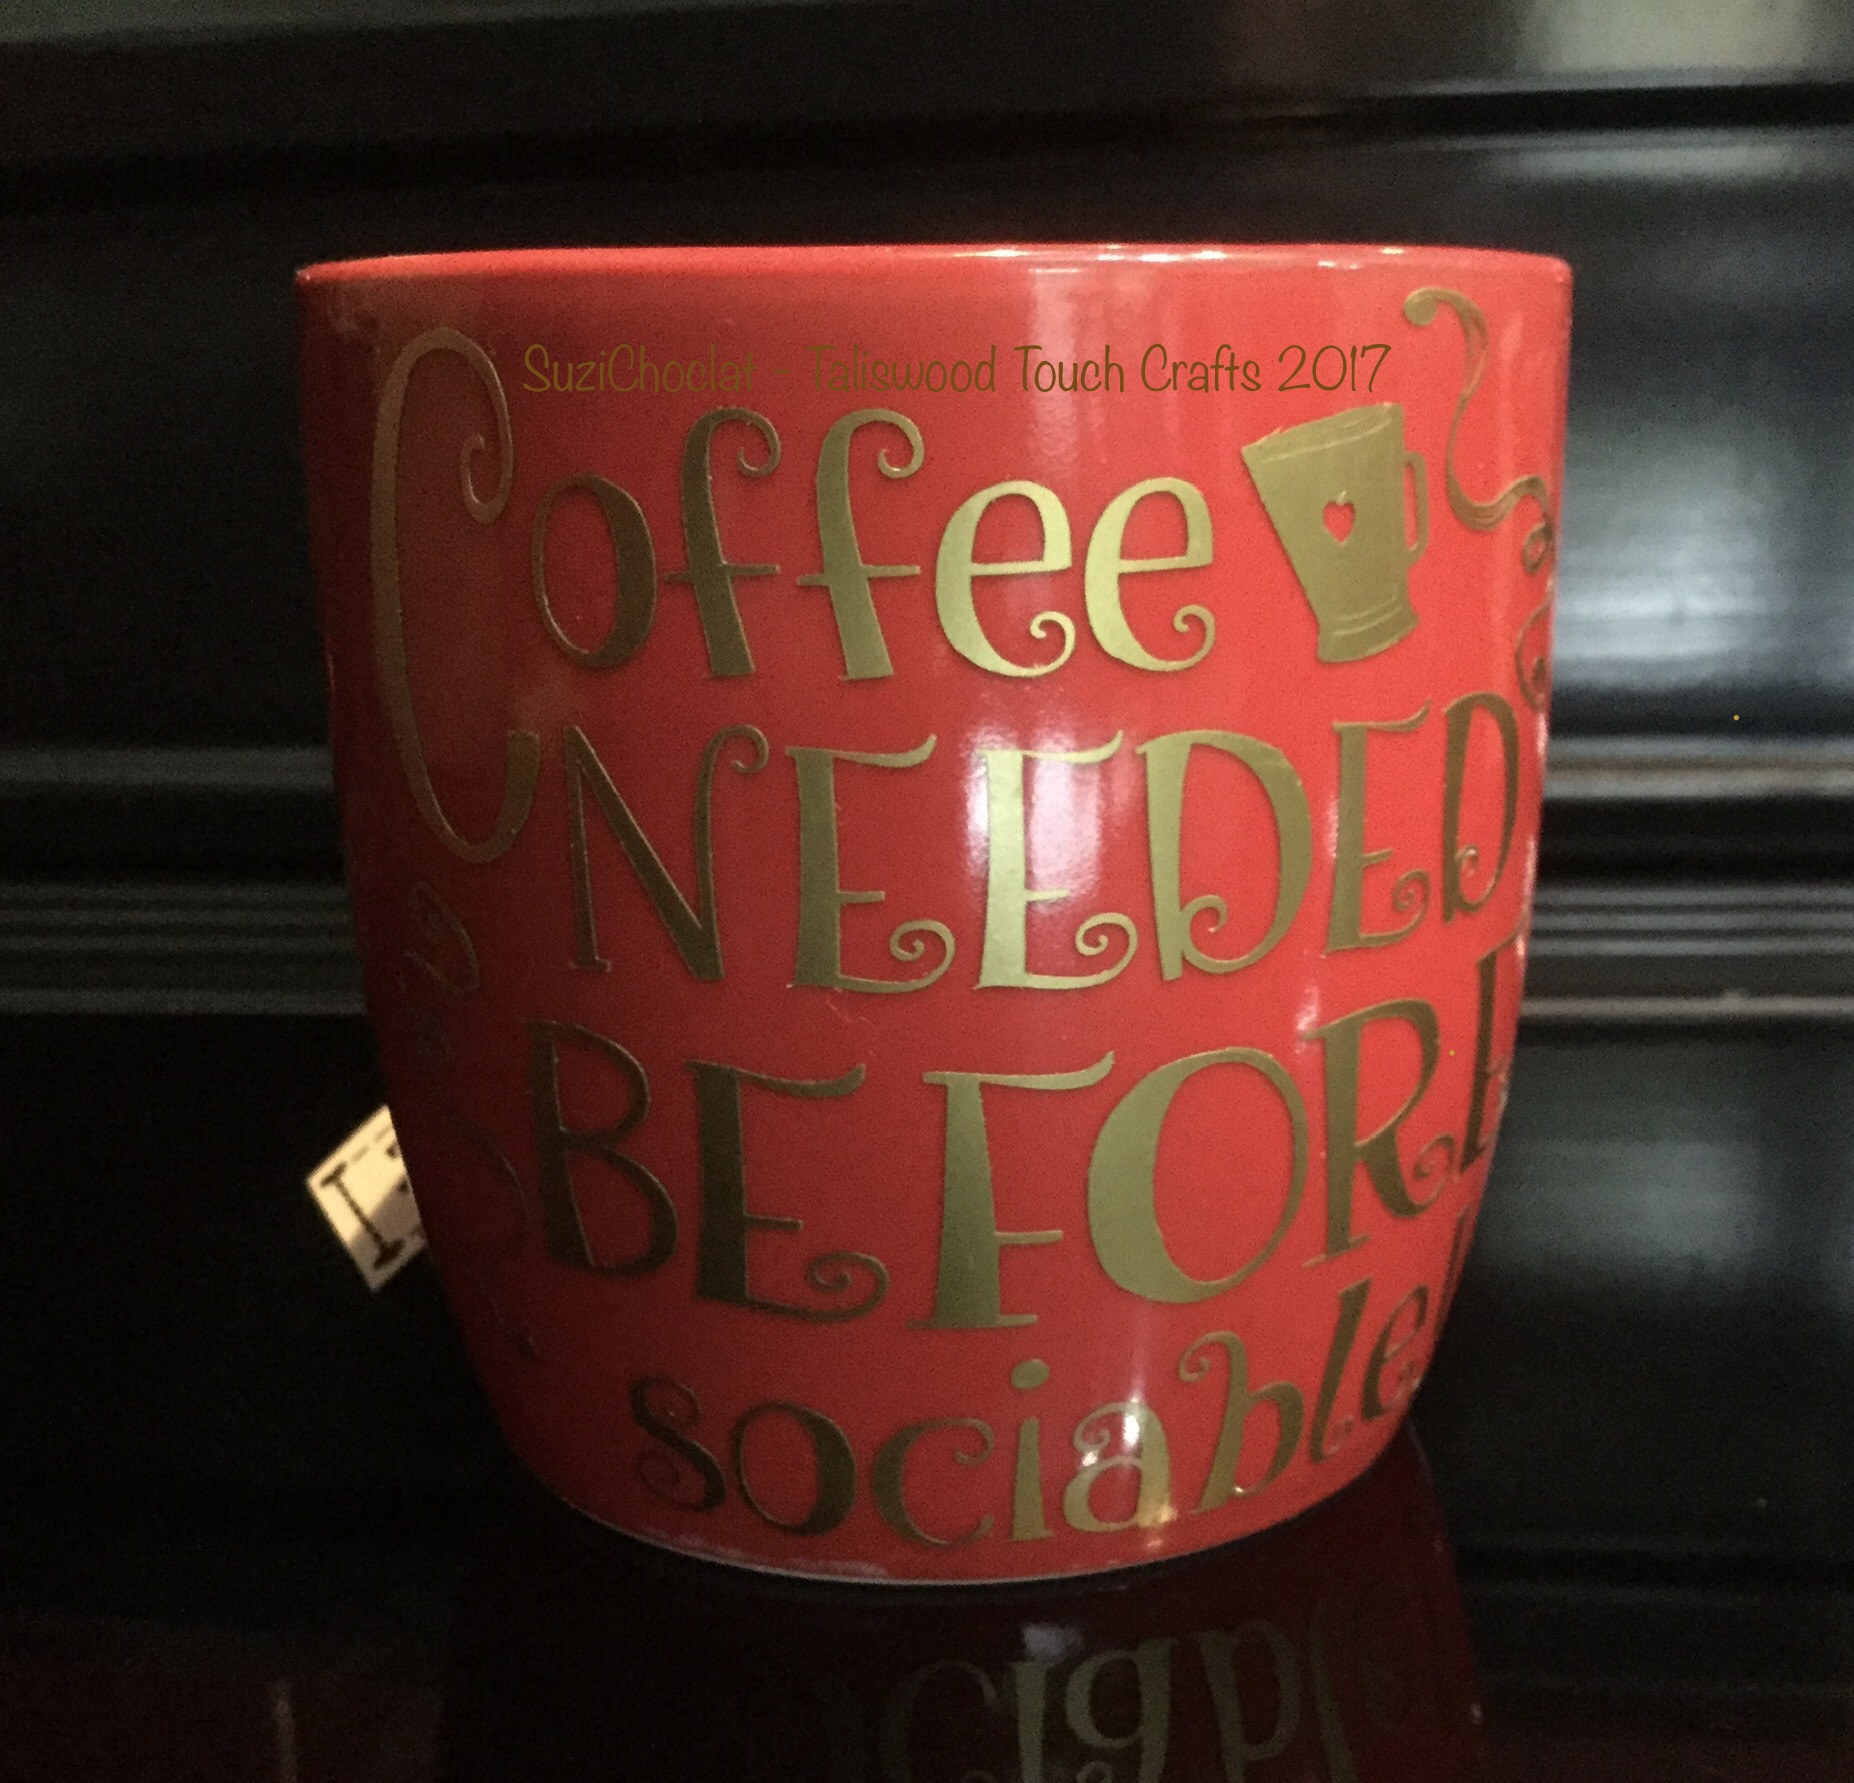 SuziChoclat - Taliswood Touch Crafts 2017
Coffee
NEEDED
BEFORE
sociable